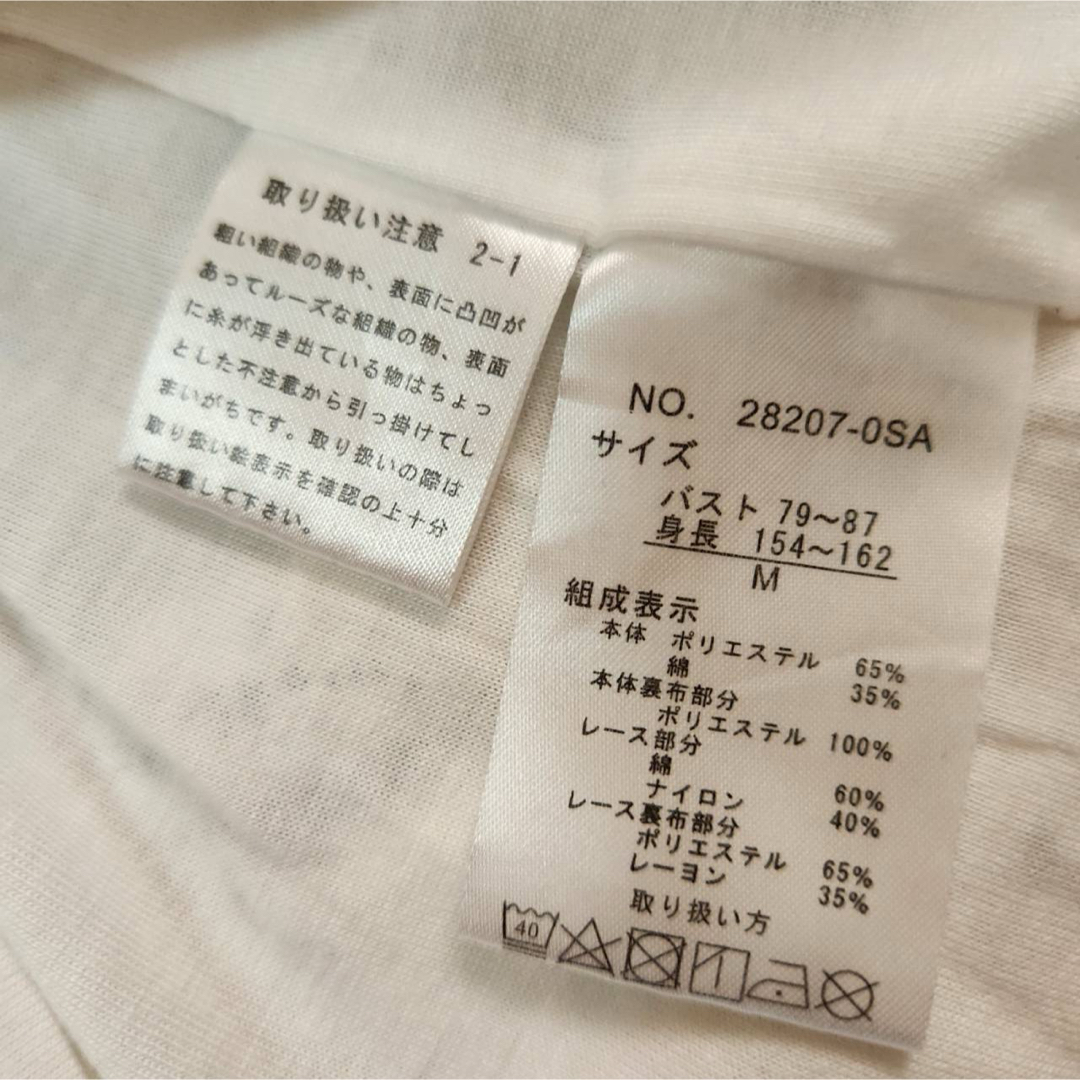 取り扱い注意 2-1
粗い組織の物や、表面に凸凹が
あってルーズな組織の物、表面
に糸が浮き出ている物はちょっ
とした不注意から引っ掛けてし
まいがちです。取り扱いの際は
取り扱い絵表示を確認の上十分
に注意して下さい。
NO. 28207-0SA
サイズ
バスト 79～87
身長 154～162
M
組成表示
本体 ポリエステル 65%
綿 35%
本体裏布部分
ポリエステル 100%
レース部分
綿 60%
ナイロン 40%
レース裏布部分
ポリエステル 65%
レーヨン 35%
取り扱い方
40